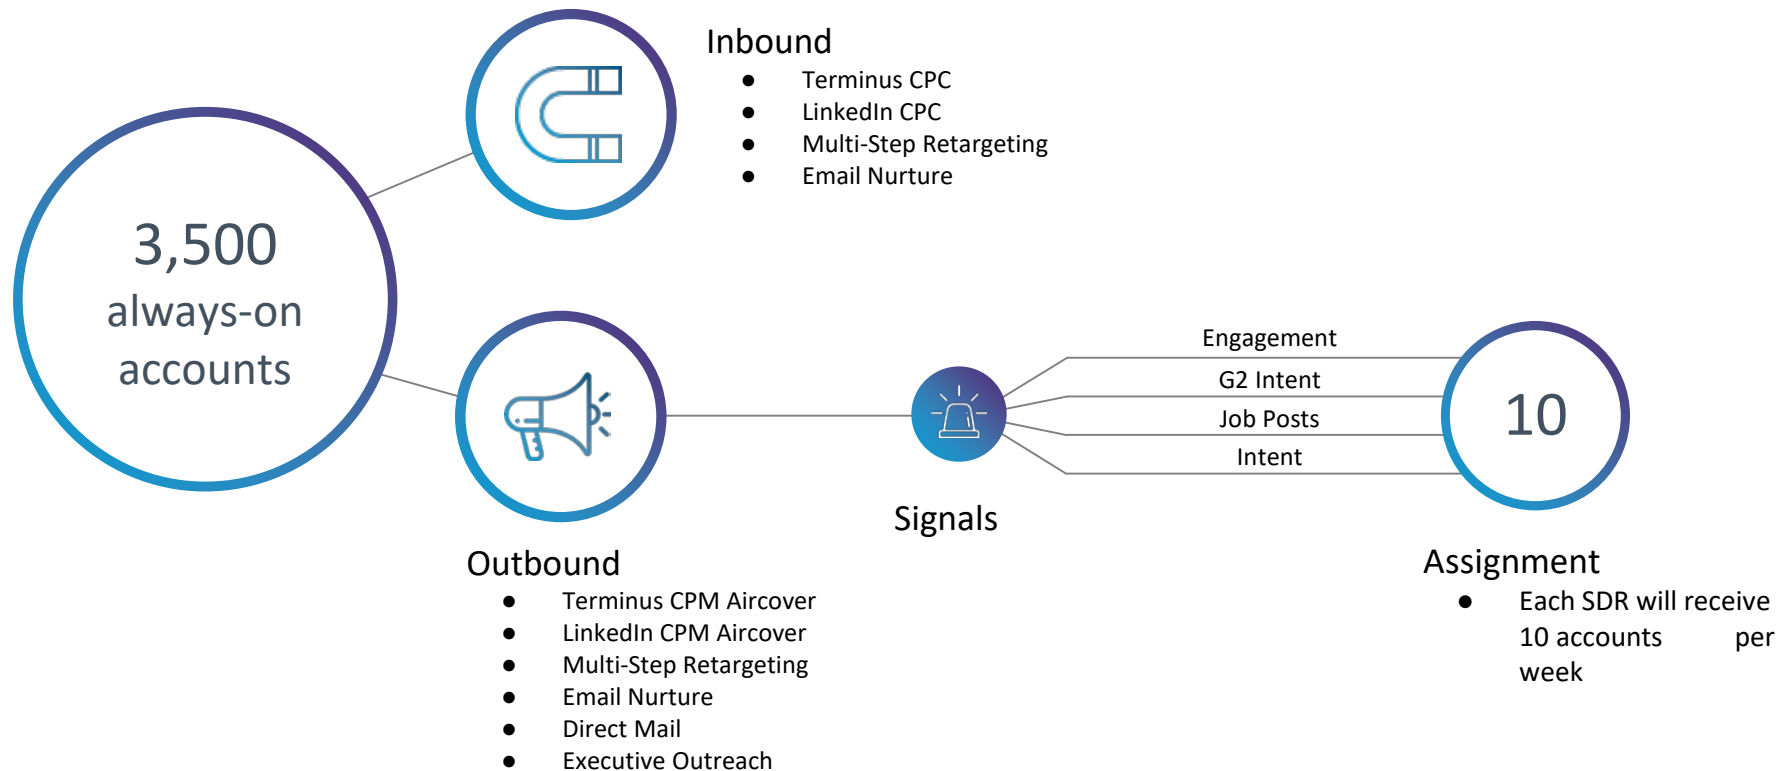 3,500
always-on
accounts
Inbound
● Terminus CPC
● LinkedIn CPC
● Multi-Step Retargeting
● Email Nurture
Outbound
● Terminus CPM Aircover
● LinkedIn CPM Aircover
● Multi-Step Retargeting
● Email Nurture
● Direct Mail
● Executive Outreach
Signals
Engagement
G2 Intent
Job Posts
Intent
10
Assignment
● Each SDR will receive
10 accounts per
week